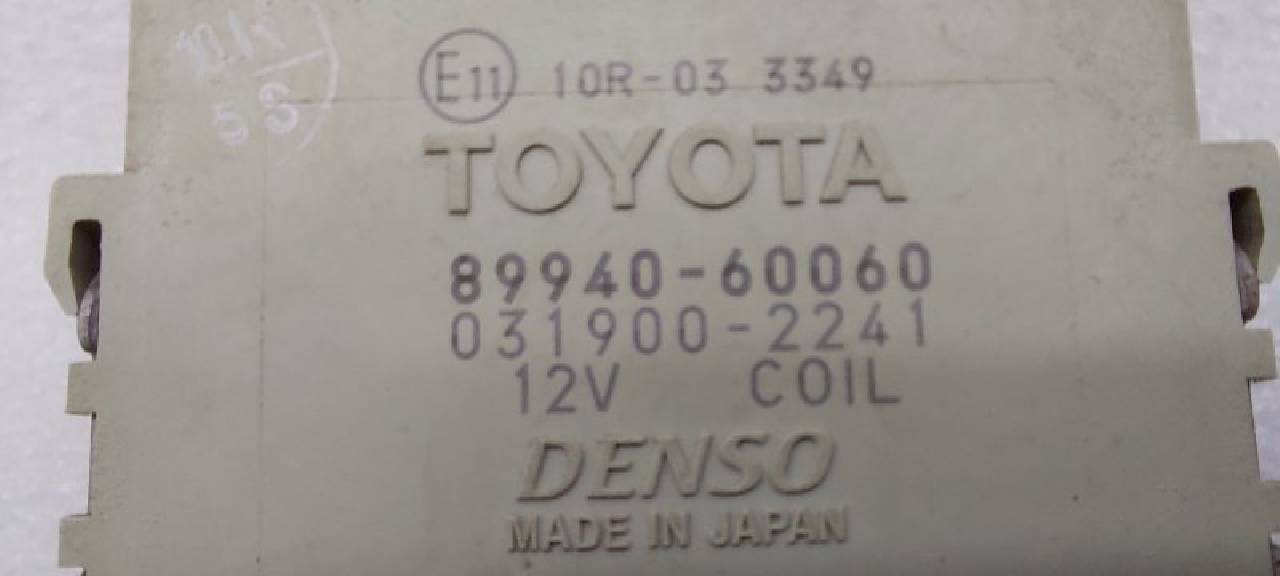 E11 10R-03 3349
TOYOTA
89940-60060
031900-2241
12V COIL
DENSO
MADE IN JAPAN